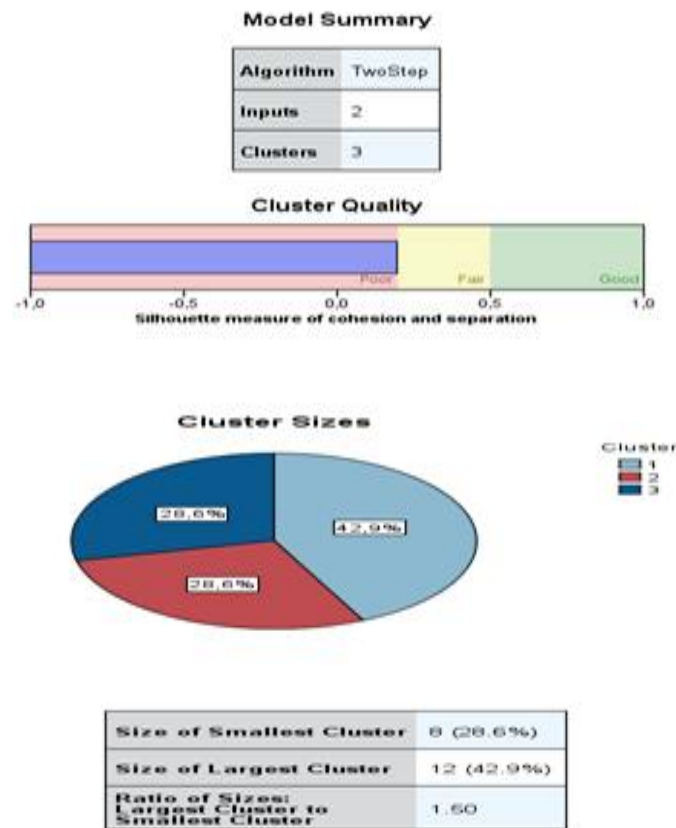 Model Summary
Algorithm TwoStep
Inputs 2
Clusters 3
Cluster Quality
Poor Fair Good
-1,0 -0,5 0,0 0,5 1,0
Silhouette measure of cohesion and separation
Cluster Sizes
Cluster
1
2
3
28,6%
42,9%
28,6%
Size of Smallest Cluster 8 (28.6%)
Size of Largest Cluster 12 (42.9%)
Ratio of Sizes:
Largest Cluster to
Smallest Cluster 1.50